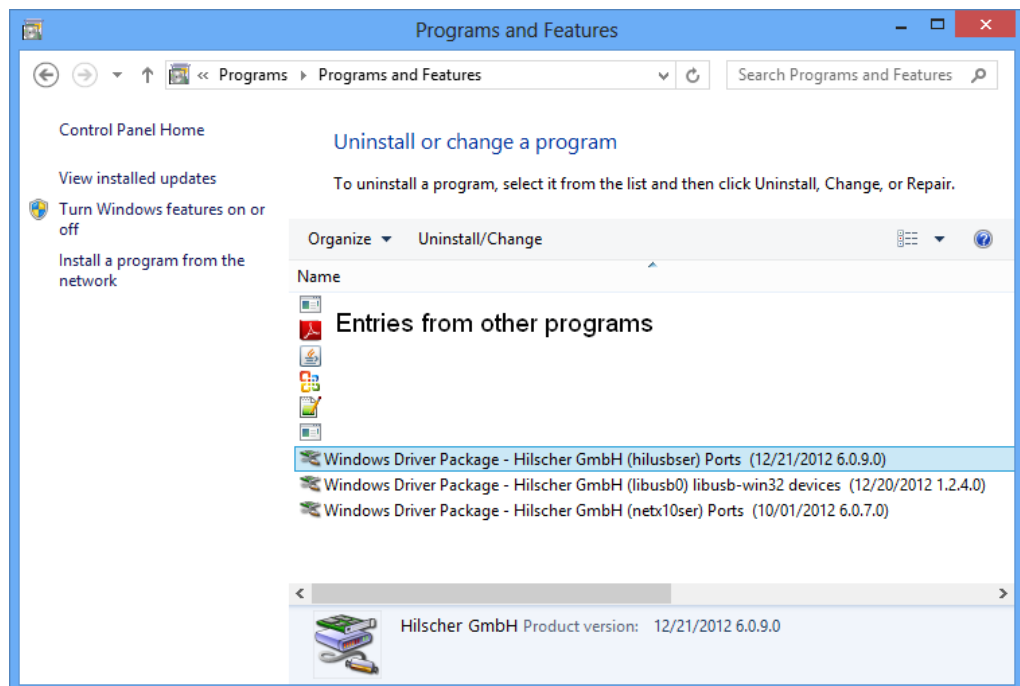 Programs and Features
« Programs ▸ Programs and Features
Search Programs and Features
Control Panel Home
View installed updates
Turn Windows features on or
off
Install a program from the
network
Uninstall or change a program
To uninstall a program, select it from the list and then click Uninstall, Change, or Repair.
Organize
Uninstall/Change
Name
Entries from other programs
Windows Driver Package - Hilscher GmbH (hilusbser) Ports (12/21/2012 6.0.9.0)
Windows Driver Package - Hilscher GmbH (libusb0) libusb-win32 devices (12/20/2012 1.2.4.0)
Windows Driver Package - Hilscher GmbH (netx10ser) Ports (10/01/2012 6.0.7.0)
Hilscher GmbH Product version: 12/21/2012 6.0.9.0